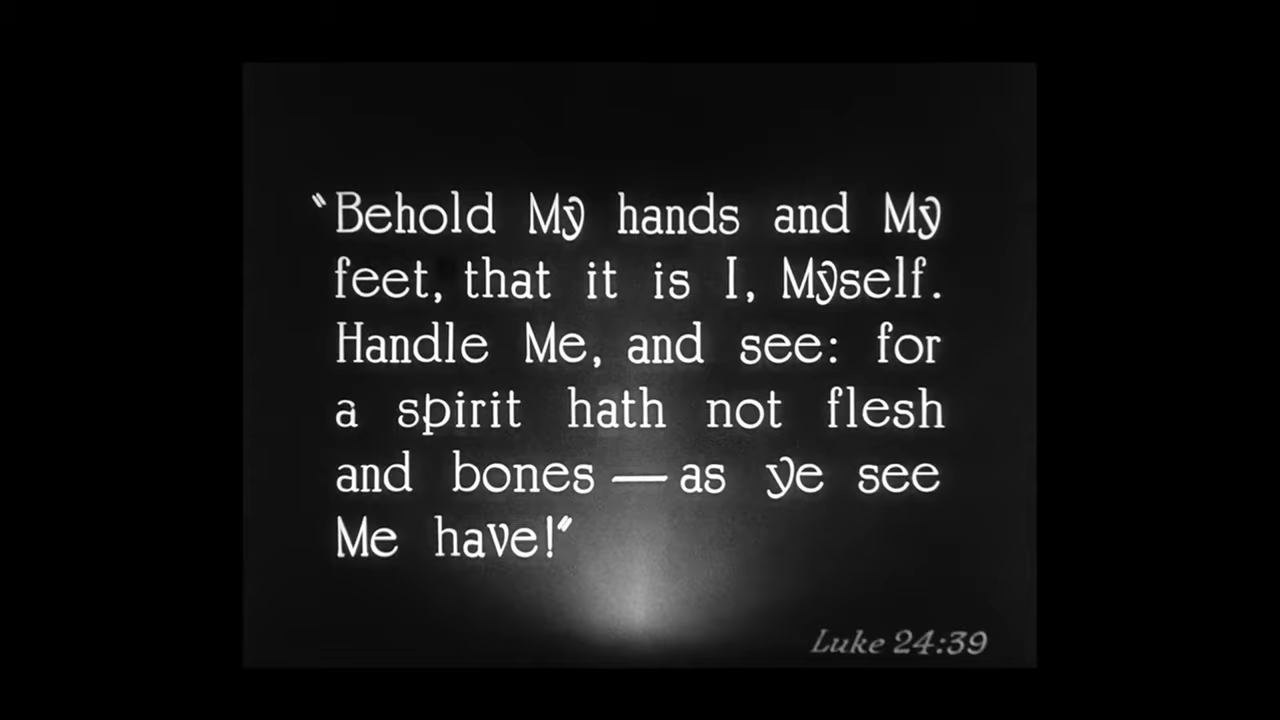 "Behold My hands and My
feet, that it is I, Myself.
Handle Me, and see: for
a spirit hath not flesh
and bones — as ye see
Me have!"
Luke 24:39